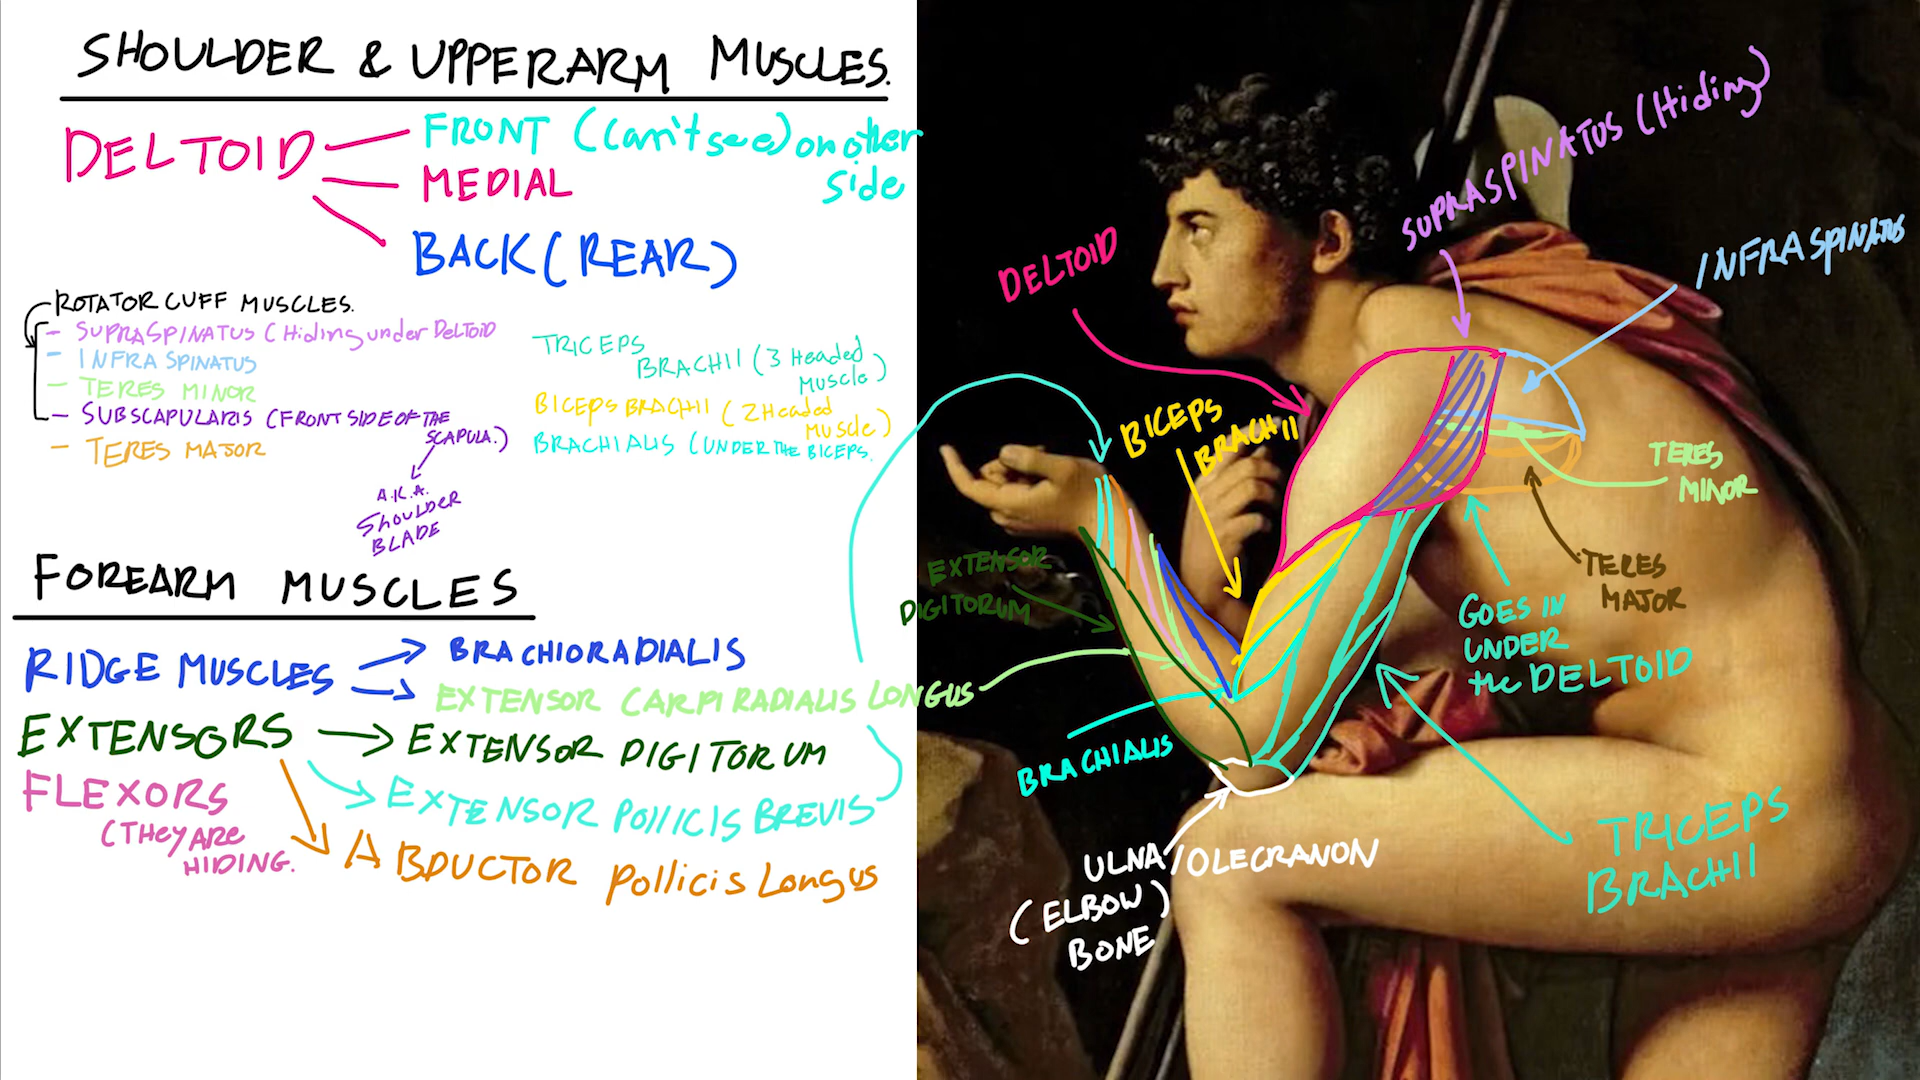 SHOULDER & UPPERARM MUSCLES.
DELTOID
FRONT (Can't see) on other
side
MEDIAL
BACK (REAR)
ROTATOR CUFF MUSCLES.
- SUPRASPINATUS (Hiding under DELTOID
- INFRA SPINATUS
- TERES MINOR
- SUBSCAPULARIS (FRONT SIDE OF THE
SCAPULA.)
- TERES MAJOR
A.K.A.
SHOULDER
BLADE
TRICEPS
BRACHII (3 Headed
Muscle)
BICEPS BRACHII (2 Headed
Muscle)
BRACHIALIS (UNDER THE BICEPS.
FOREARM MUSCLES
RIDGE MUSCLES
BRACHIORADIALIS
EXTENSOR CARPI RADIALIS LONGUS
EXTENSORS
EXTENSOR DIGITORUM
FLEXORS
(THEY ARE
HIDING.
EXTENSOR POLLICIS BREVIS
ABDUCTOR Pollicis Longus
SUPRASPINATUS (Hiding)
DELTOID
INFRA SPINATUS
BICEPS
BRACHII
TERES
MINOR
TERES
MAJOR
EXTENSOR
DIGITORUM
GOES IN
UNDER
the DELTOID
BRACHIALIS
TRICEPS
BRACHII
ULNA/OLECRANON
(ELBOW)
BONE